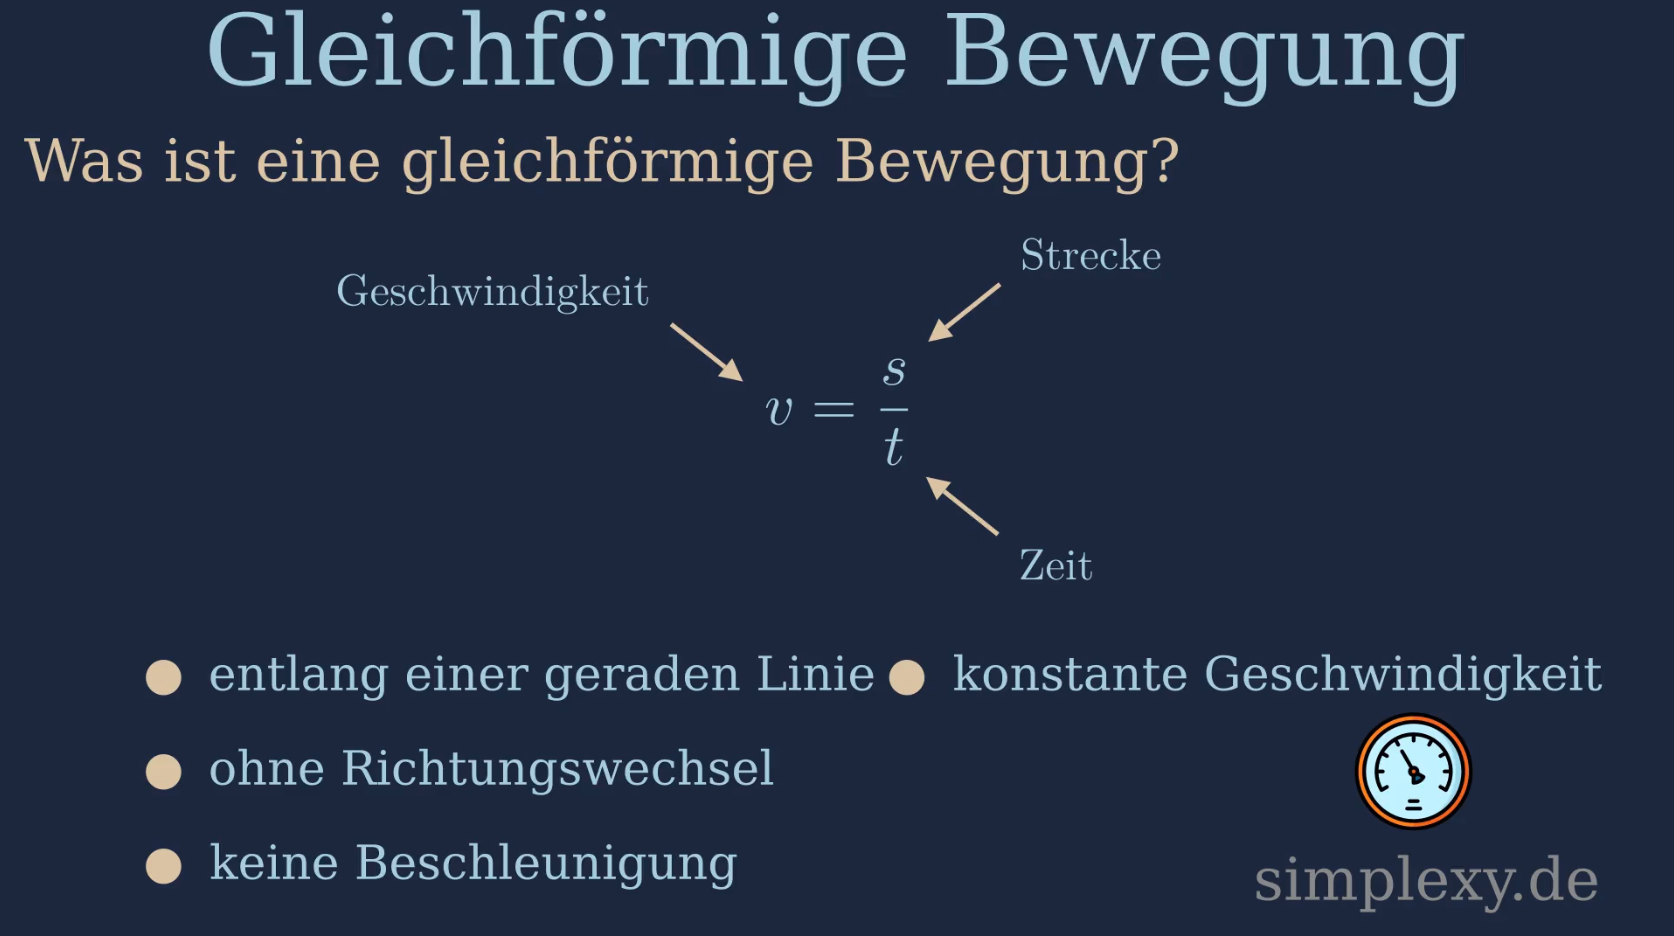 Gleichförmige Bewegung
Was ist eine gleichförmige Bewegung?
Strecke
Geschwindigkeit
v = s/t
Zeit
● entlang einer geraden Linie ● konstante Geschwindigkeit
● ohne Richtungswechsel
● keine Beschleunigung
simplexy.de